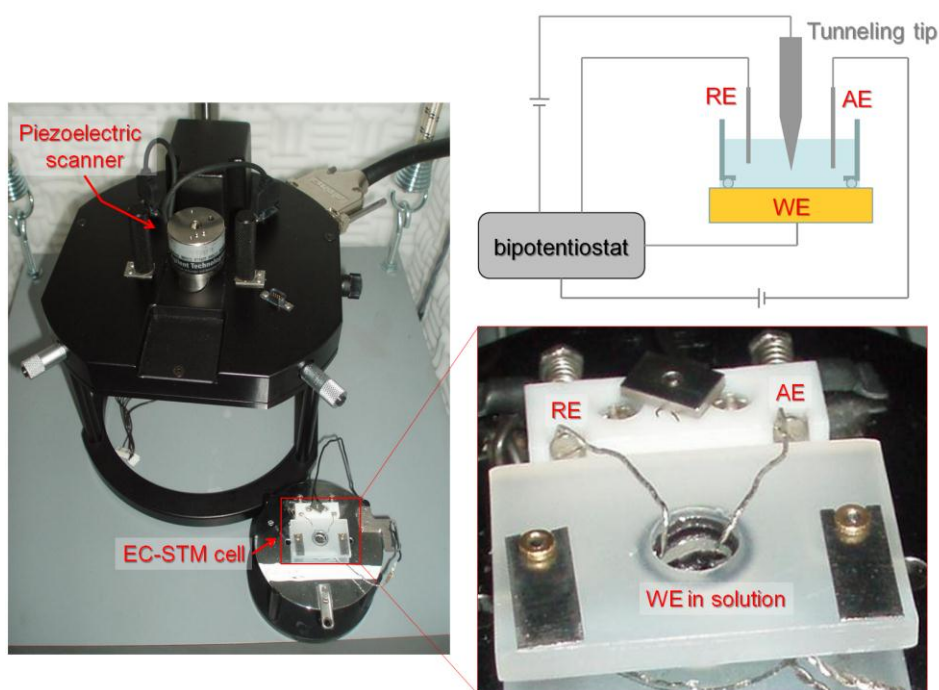 Piezoelectric
scanner
EC-STM cell
Tunneling tip
RE
AE
WE
bipotentiostat
RE
AE
WE in solution